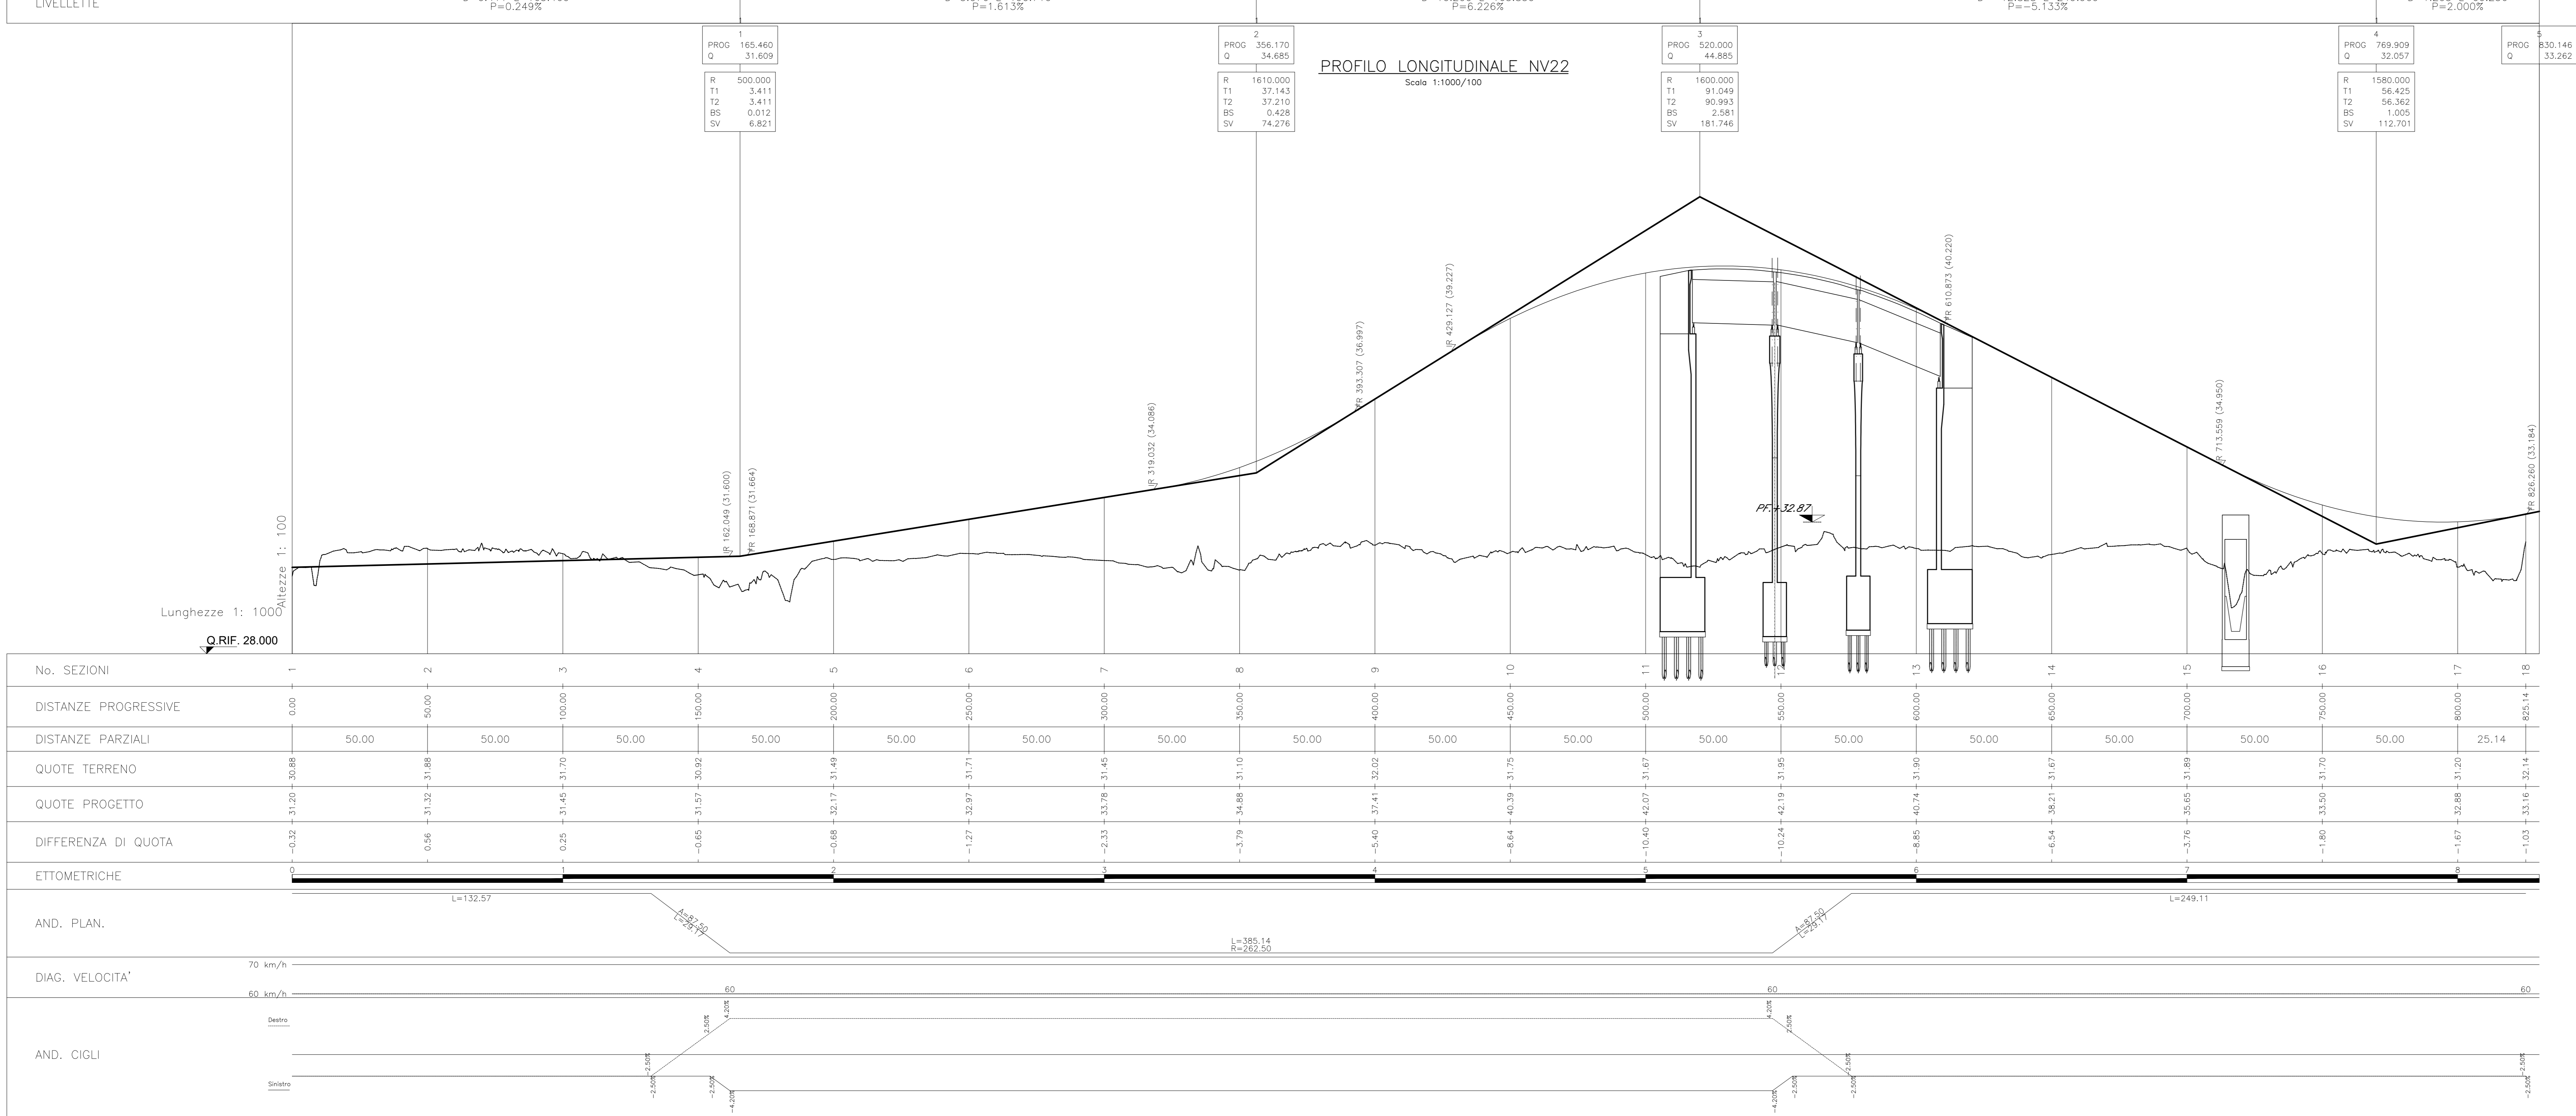 LIVELLETTE
P=0.249%
P=1.613%
P=6.226%
P=-5.133%
P=2.000%
1
PROG 165.460
Q 31.609
R 500.000
T1 3.411
T2 3.411
BS 0.012
SV 6.821
2
PROG 356.170
Q 34.685
R 1610.000
T1 37.143
T2 37.210
BS 0.428
SV 74.276
PROFILO LONGITUDINALE NV22
Scala 1:1000/100
3
PROG 520.000
Q 44.885
R 1600.000
T1 91.049
T2 90.993
BS 2.581
SV 181.746
4
PROG 769.909
Q 32.057
R 1580.000
T1 56.425
T2 56.362
BS 1.005
SV 112.701
5
PROG 830.146
Q 33.262
IR 162.049 (31.600)
FR 168.871 (31.664)
IR 319.032 (34.086)
FR 393.307 (36.997)
IR 429.127 (39.227)
FR 610.873 (40.220)
IR 713.559 (34.950)
FR 826.260 (33.184)
PF.+32.87
Altezze 1: 100
Lunghezze 1: 1000
Q.RIF. 28.000
No. SEZIONI 1 2 3 4 5 6 7 8 9 10 11 12 13 14 15 16 17 18
DISTANZE PROGRESSIVE 0.00 50.00 100.00 150.00 200.00 250.00 300.00 350.00 400.00 450.00 500.00 550.00 600.00 650.00 700.00 750.00 800.00 825.14
DISTANZE PARZIALI 50.00 50.00 50.00 50.00 50.00 50.00 50.00 50.00 50.00 50.00 50.00 50.00 50.00 50.00 50.00 50.00 25.14
QUOTE TERRENO 30.88 31.88 31.70 30.92 31.49 31.71 31.45 31.10 32.02 31.75 31.67 31.95 31.90 31.67 31.89 31.70 31.20 32.14
QUOTE PROGETTO 31.20 31.32 31.45 31.57 32.17 32.97 33.78 34.88 37.41 40.39 42.07 42.19 40.74 38.21 35.65 33.50 32.88 33.16
DIFFERENZA DI QUOTA -0.32 0.56 0.25 -0.65 -0.68 -1.27 -2.33 -3.79 -5.40 -8.64 -10.40 -10.24 -8.85 -6.54 -3.76 -1.80 -1.67 -1.03
ETTOMETRICHE 0 1 2 3 4 5 6 7 8
AND. PLAN.
L=132.57
A=87.50
L=29.17
L=385.14
R=262.50
A=87.50
L=29.17
L=249.11
DIAG. VELOCITA'
70 km/h
60 km/h
60 60 60
AND. CIGLI
Destro
Sinistro
-2.50% 2.50% 4.20% 4.20% 2.50% -2.50% -2.50%
-2.50% -2.50% -4.20% -4.20% -2.50% -2.50% -2.50%